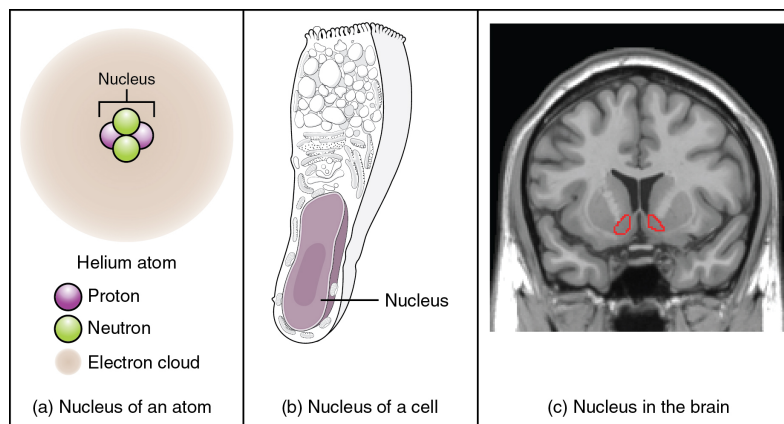 Nucleus
Helium atom
Proton
Neutron
Electron cloud
(a) Nucleus of an atom
Nucleus
(b) Nucleus of a cell
(c) Nucleus in the brain